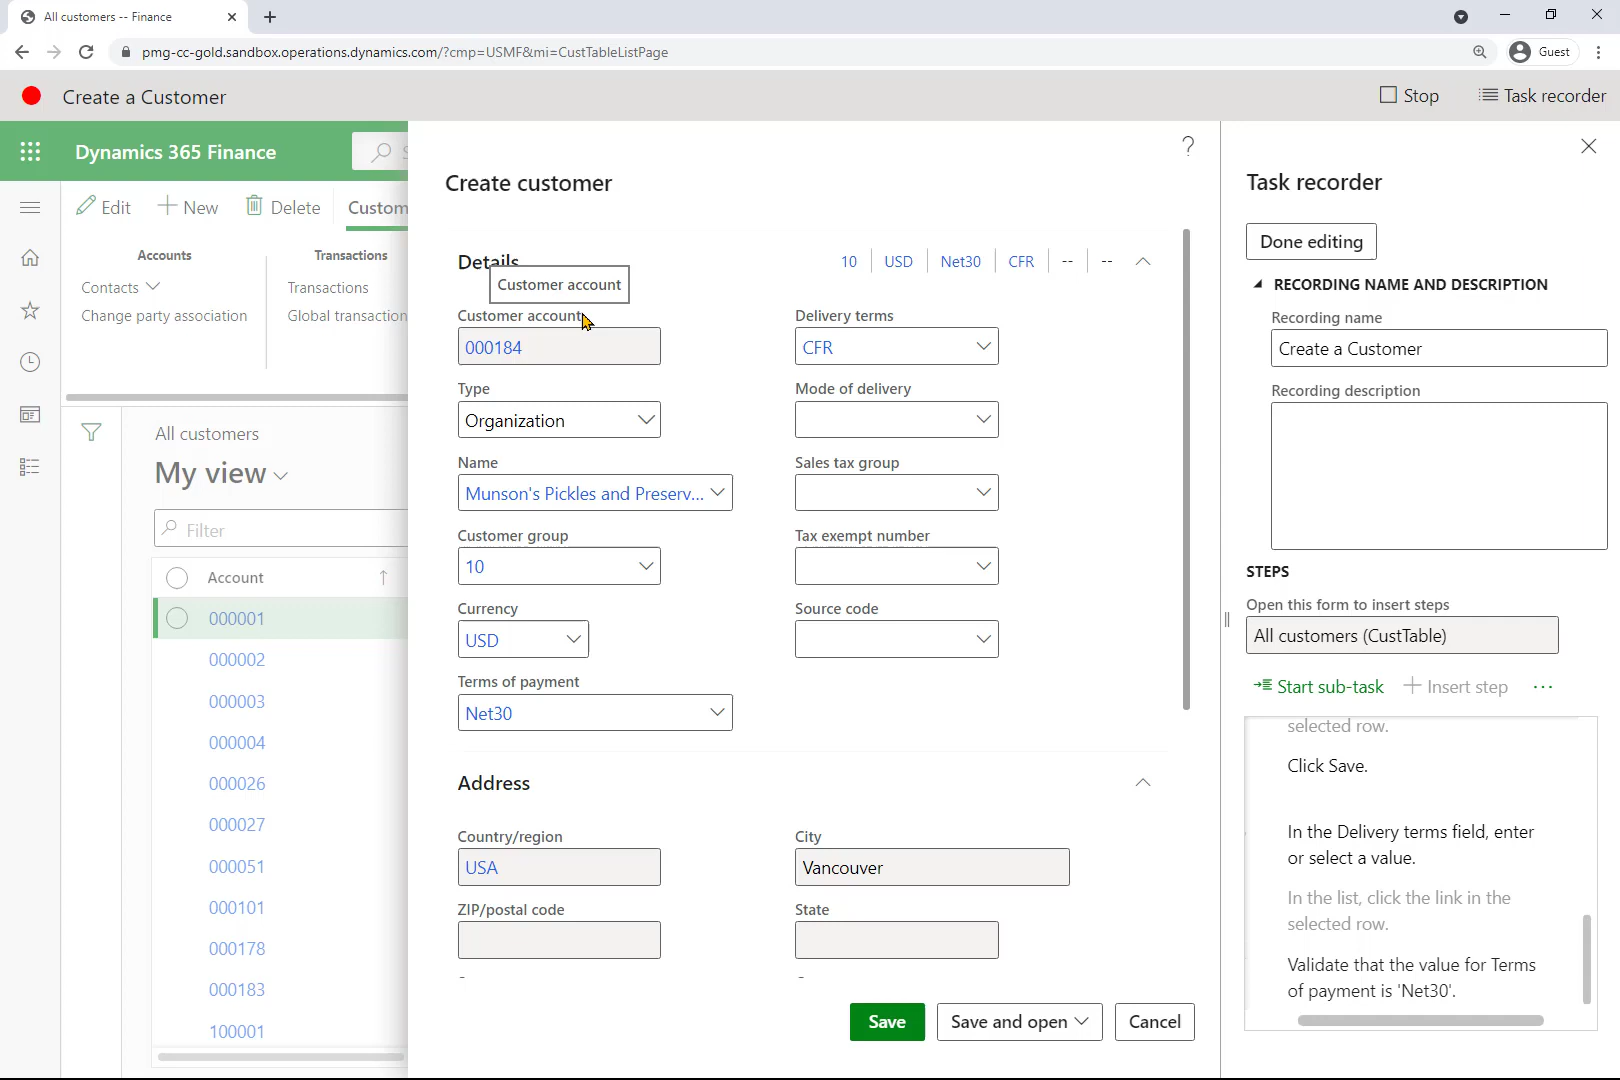 All customers -- Finance
pmg-cc-gold.sandbox.operations.dynamics.com/?cmp=USMF&mi=CustTableListPage
Guest
Create a Customer
Stop
Task recorder
Dynamics 365 Finance
Edit
New
Delete
Custom
Accounts
Contacts
Change party association
Transactions
Transactions
Global transaction
All customers
My view
Filter
Account
000001
000002
000003
000004
000026
000027
000051
000101
000178
000183
100001
?
Create customer
Details
10
USD
Net30
CFR
--
--
Customer account
Customer account
000184
Type
Organization
Name
Munson's Pickles and Preserv...
Customer group
10
Currency
USD
Terms of payment
Net30
Delivery terms
CFR
Mode of delivery
Sales tax group
Tax exempt number
Source code
Address
Country/region
USA
City
Vancouver
ZIP/postal code
State
Save
Save and open
Cancel
Task recorder
Done editing
RECORDING NAME AND DESCRIPTION
Recording name
Create a Customer
Recording description
STEPS
Open this form to insert steps
All customers (CustTable)
Start sub-task
Insert step
...
selected row.
Click Save.
In the Delivery terms field, enter
or select a value.
In the list, click the link in the
selected row.
Validate that the value for Terms
of payment is 'Net30'.